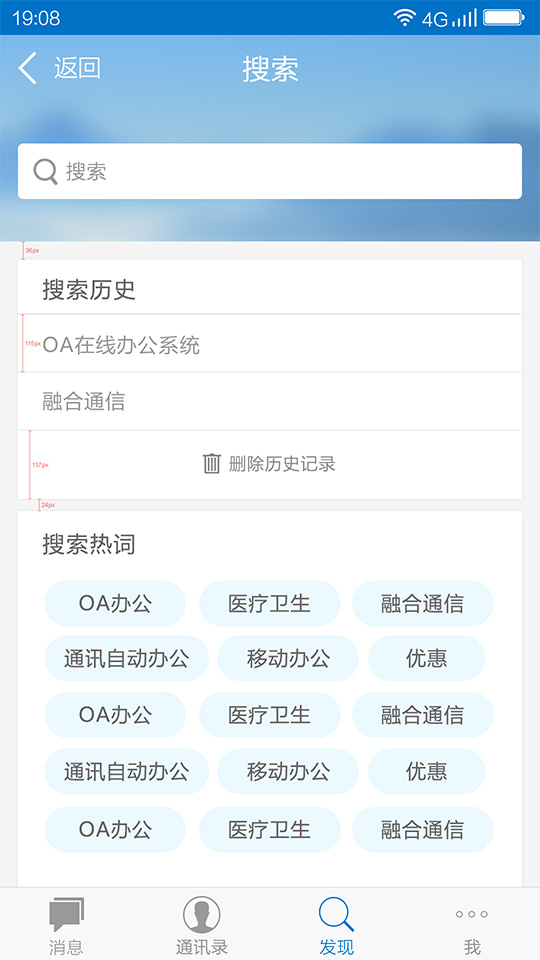 19:08 4G
返回 搜索
搜索
36px
搜索历史
115px OA在线办公系统
融合通信
137px 删除历史记录
24px
搜索热词
OA办公 医疗卫生 融合通信
通讯自动办公 移动办公 优惠
OA办公 医疗卫生 融合通信
通讯自动办公 移动办公 优惠
OA办公 医疗卫生 融合通信
消息 通讯录 发现 我